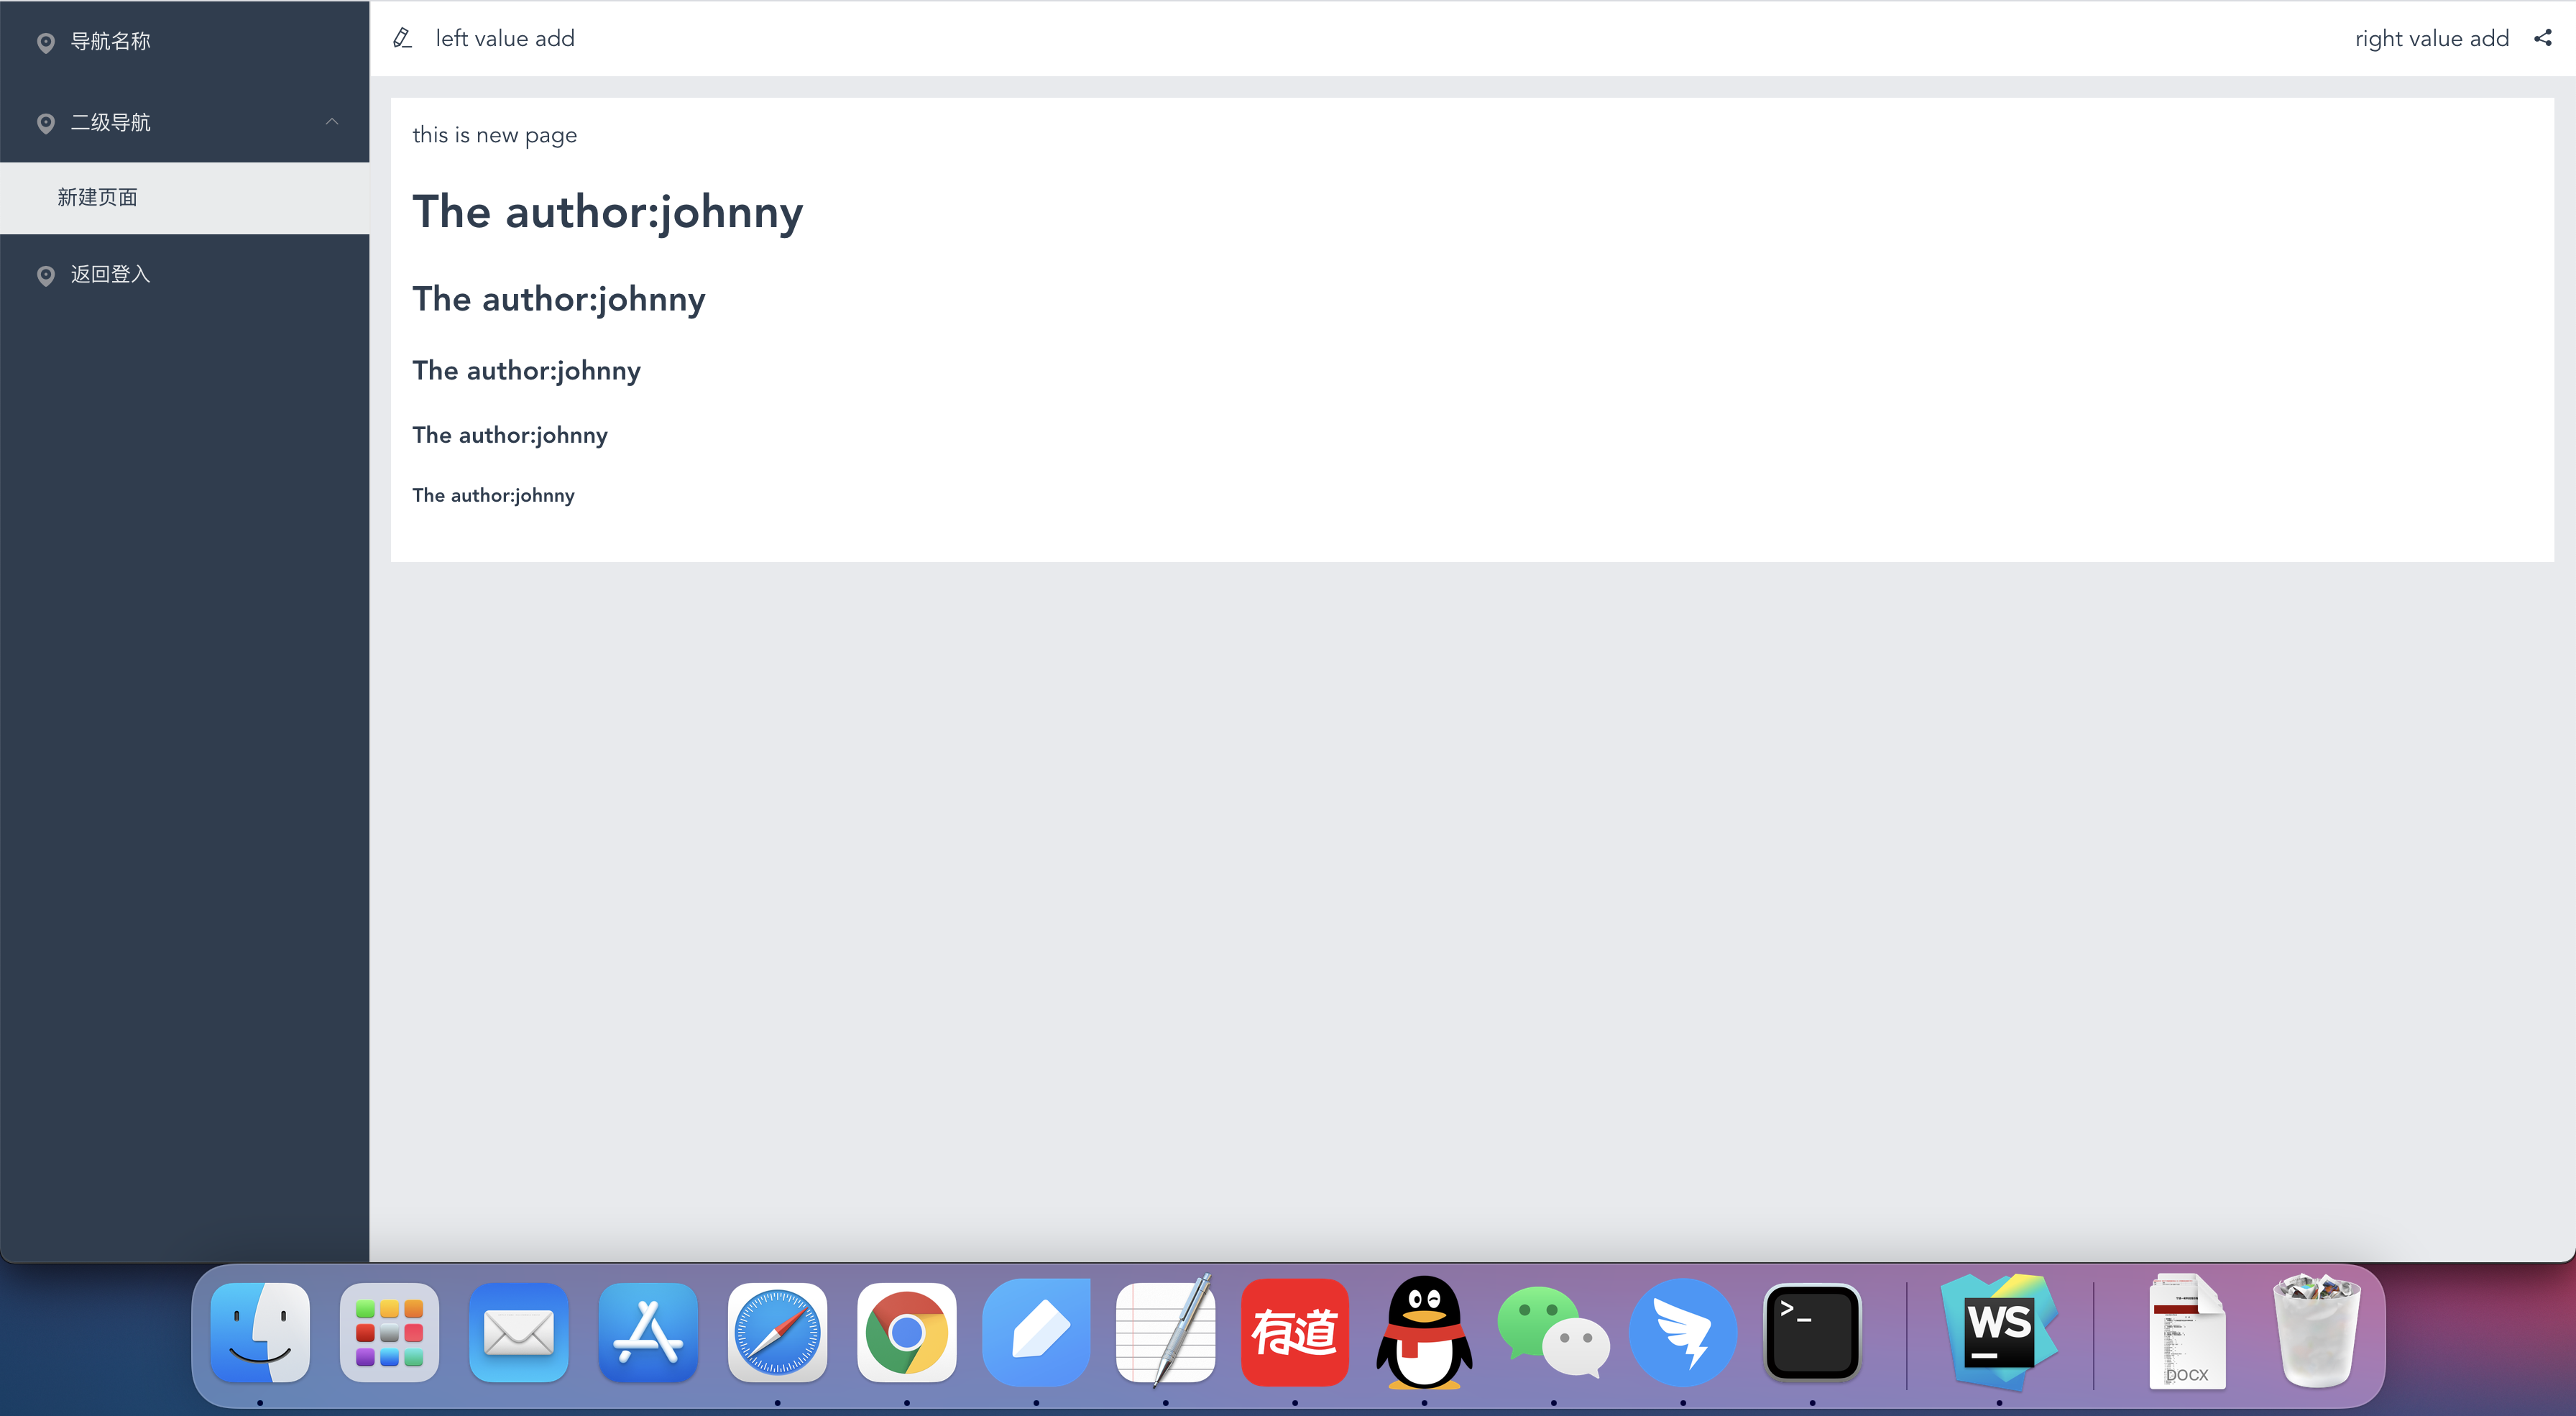 导航名称
二级导航
新建页面
返回登入
left value add
right value add
this is new page
The author:johnny
The author:johnny
The author:johnny
The author:johnny
The author:johnny
有道
>_
WS
DOCX